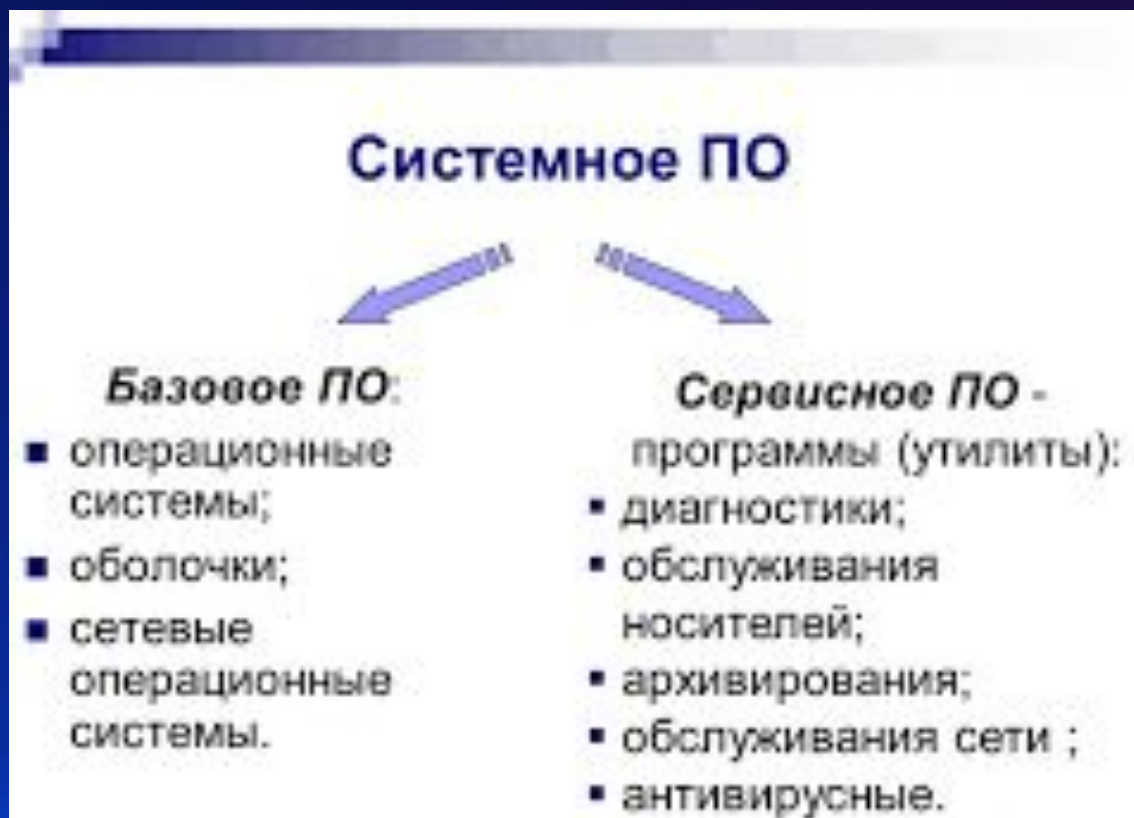 Системное ПО
Базовое ПО:
операционные
системы;
оболочки;
сетевые
операционные
системы.
Сервисное ПО -
программы (утилиты):
диагностики;
обслуживания
носителей;
архивирования;
обслуживания сети ;
антивирусные.